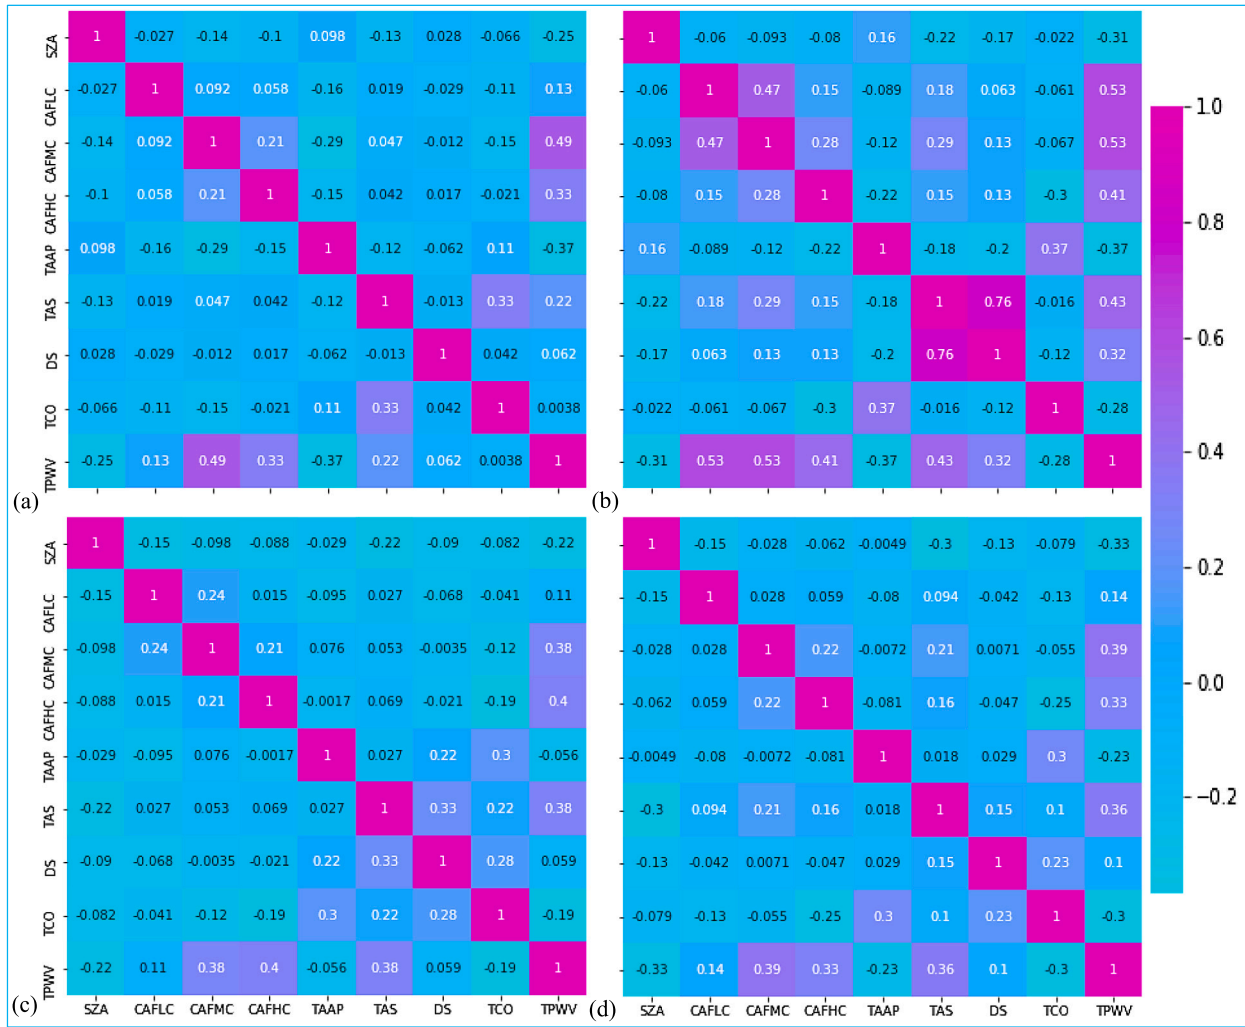 SZA 1 -0.027 -0.14 -0.1 0.098 -0.13 0.028 -0.066 -0.25
CAFLC -0.027 1 0.092 0.058 -0.16 0.019 -0.029 -0.11 0.13
CAFMC -0.14 0.092 1 0.21 -0.29 0.047 -0.012 -0.15 0.49
CAFHC -0.1 0.058 0.21 1 -0.15 0.042 0.017 -0.021 0.33
TAAP 0.098 -0.16 -0.29 -0.15 1 -0.12 -0.062 0.11 -0.37
TAS -0.13 0.019 0.047 0.042 -0.12 1 -0.013 0.33 0.22
DS 0.028 -0.029 -0.012 0.017 -0.062 -0.013 1 0.042 0.062
TCO -0.066 -0.11 -0.15 -0.021 0.11 0.33 0.042 1 0.0038
TPWV -0.25 0.13 0.49 0.33 -0.37 0.22 0.062 0.0038 1
(a)
1 -0.06 -0.093 -0.08 0.16 -0.22 -0.17 -0.022 -0.31
-0.06 1 0.47 0.15 -0.089 0.18 0.063 -0.061 0.53
-0.093 0.47 1 0.28 -0.12 0.29 0.13 -0.067 0.53
-0.08 0.15 0.28 1 -0.22 0.15 0.13 -0.3 0.41
0.16 -0.089 -0.12 -0.22 1 -0.18 -0.2 0.37 -0.37
-0.22 0.18 0.29 0.15 -0.18 1 0.76 -0.016 0.43
-0.17 0.063 0.13 0.13 -0.2 0.76 1 -0.12 0.32
-0.022 -0.061 -0.067 -0.3 0.37 -0.016 -0.12 1 -0.28
-0.31 0.53 0.53 0.41 -0.37 0.43 0.32 -0.28 1
(b)
SZA 1 -0.15 -0.098 -0.088 -0.029 -0.22 -0.09 -0.082 -0.22
CAFLC -0.15 1 0.24 0.015 -0.095 0.027 -0.068 -0.041 0.11
CAFMC -0.098 0.24 1 0.21 0.076 0.053 -0.0035 -0.12 0.38
CAFHC -0.088 0.015 0.21 1 -0.0017 0.069 -0.021 -0.19 0.4
TAAP -0.029 -0.095 0.076 -0.0017 1 0.027 0.22 0.3 -0.056
TAS -0.22 0.027 0.053 0.069 0.027 1 0.33 0.22 0.38
DS -0.09 -0.068 -0.0035 -0.021 0.22 0.33 1 0.28 0.059
TCO -0.082 -0.041 -0.12 -0.19 0.3 0.22 0.28 1 -0.19
TPWV -0.22 0.11 0.38 0.4 -0.056 0.38 0.059 -0.19 1
(c)
SZA CAFLC CAFMC CAFHC TAAP TAS DS TCO TPWV
1 -0.15 -0.028 -0.062 -0.0049 -0.3 -0.13 -0.079 -0.33
-0.15 1 0.028 0.059 -0.08 0.094 -0.042 -0.13 0.14
-0.028 0.028 1 0.22 -0.0072 0.21 0.0071 -0.055 0.39
-0.062 0.059 0.22 1 -0.081 0.16 -0.047 -0.25 0.33
-0.0049 -0.08 -0.0072 -0.081 1 0.018 0.029 0.3 -0.23
-0.3 0.094 0.21 0.16 0.018 1 0.15 0.1 0.36
-0.13 -0.042 0.0071 -0.047 0.029 0.15 1 0.23 0.1
-0.079 -0.13 -0.055 -0.25 0.3 0.1 0.23 1 -0.3
-0.33 0.14 0.39 0.33 -0.23 0.36 0.1 -0.3 1
(d)
SZA CAFLC CAFMC CAFHC TAAP TAS DS TCO TPWV
1.0
0.8
0.6
0.4
0.2
0.0
−0.2